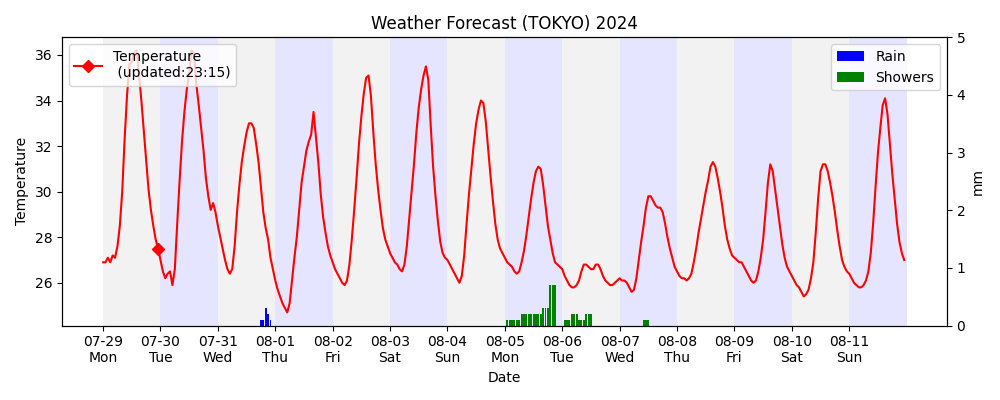 Weather Forecast (TOKYO) 2024
Temperature
(updated:23:15)
Rain
Showers
Temperature
36
34
32
30
28
26
5
4
3
2
1
0
mm
07-29 07-30 07-31 08-01 08-02 08-03 08-04 08-05 08-06 08-07 08-08 08-09 08-10 08-11
Mon Tue Wed Thu Fri Sat Sun Mon Tue Wed Thu Fri Sat Sun
Date